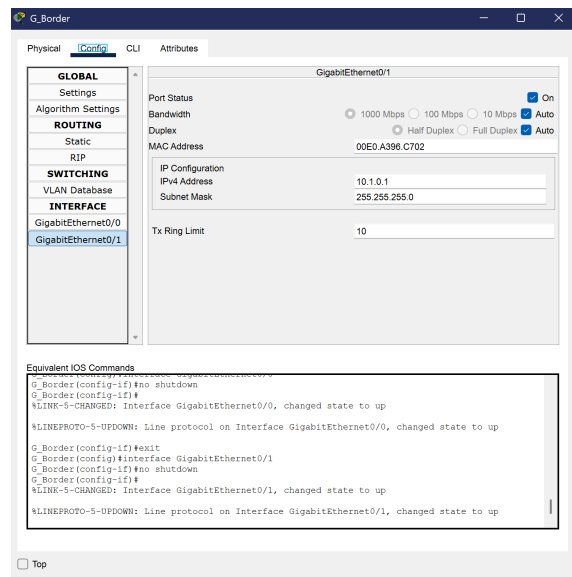 G_Border
Physical Config CLI Attributes
GLOBAL
Settings
Algorithm Settings
ROUTING
Static
RIP
SWITCHING
VLAN Database
INTERFACE
GigabitEthernet0/0
GigabitEthernet0/1
GigabitEthernet0/1
Port Status On
Bandwidth 1000 Mbps 100 Mbps 10 Mbps Auto
Duplex Half Duplex Full Duplex Auto
MAC Address 00E0.A396.C702
IP Configuration
IPv4 Address 10.1.0.1
Subnet Mask 255.255.255.0
Tx Ring Limit 10
Equivalent IOS Commands
G_Border(config)#interface GigabitEthernet0/0
G_Border(config-if)#no shutdown
G_Border(config-if)#
%LINK-5-CHANGED: Interface GigabitEthernet0/0, changed state to up
%LINEPROTO-5-UPDOWN: Line protocol on Interface GigabitEthernet0/0, changed state to up
G_Border(config-if)#exit
G_Border(config)#interface GigabitEthernet0/1
G_Border(config-if)#no shutdown
G_Border(config-if)#
%LINK-5-CHANGED: Interface GigabitEthernet0/1, changed state to up
%LINEPROTO-5-UPDOWN: Line protocol on Interface GigabitEthernet0/1, changed state to up
Top